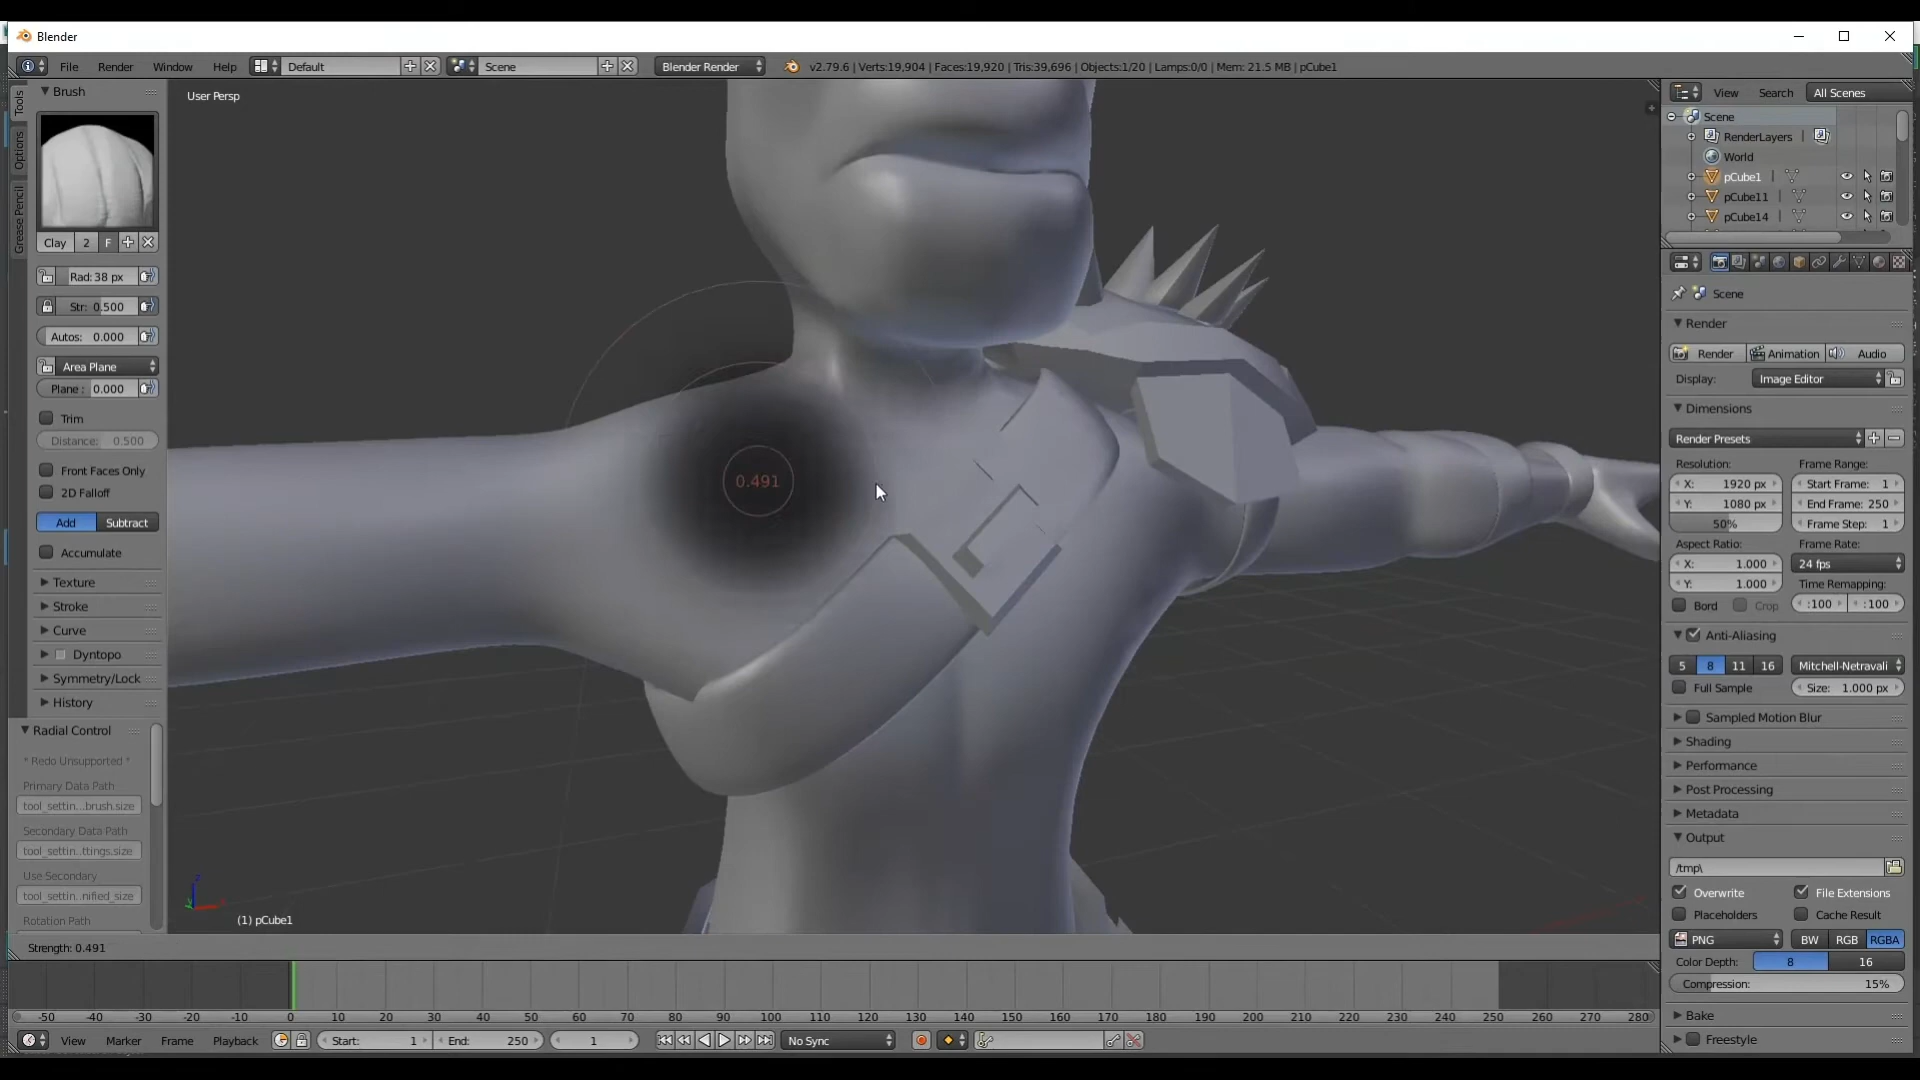 Blender
File Render Window Help Default Scene Blender Render v2.79.6 | Verts:19,904 | Faces:19,920 | Tris:39,696 | Objects:1/20 | Lamps:0/0 | Mem: 21.5 MB | pCube1
Tools
Options
Grease Pencil
Brush
Clay 2 F
Rad: 38 px
Str: 0.500
Autos: 0.000
Area Plane
Plane: 0.000
Trim
Distance: 0.500
Front Faces Only
2D Falloff
Add Subtract
Accumulate
Texture
Stroke
Curve
Dyntopo
Symmetry/Lock
History
Radial Control
* Redo Unsupported *
Primary Data Path
tool_settin...brush.size
Secondary Data Path
tool_settin...ttings.size
Use Secondary
tool_settin...nified_size
Rotation Path
User Persp
0.491
z
(1) pCube1
Strength: 0.491
-50 -40 -30 -20 -10 0 10 20 30 40 50 60 70 80 90 100 110 120 130 140 150 160 170 180 190 200 210 220 230 240 250 260 270 280
View Marker Frame Playback Start: 1 End: 250 1 No Sync
View Search All Scenes
Scene
RenderLayers
World
pCube1
pCube11
pCube14
Scene
Render
Render Animation Audio
Display: Image Editor
Dimensions
Render Presets
Resolution: Frame Range:
X: 1920 px Start Frame: 1
Y: 1080 px End Frame: 250
50% Frame Step: 1
Aspect Ratio: Frame Rate:
X: 1.000 24 fps
Y: 1.000 Time Remapping:
Bord Crop :100 :100
Anti-Aliasing
5 8 11 16 Mitchell-Netravali
Full Sample Size: 1.000 px
Sampled Motion Blur
Shading
Performance
Post Processing
Metadata
Output
/tmp\
Overwrite File Extensions
Placeholders Cache Result
PNG BW RGB RGBA
Color Depth: 8 16
Compression: 15%
Bake
Freestyle